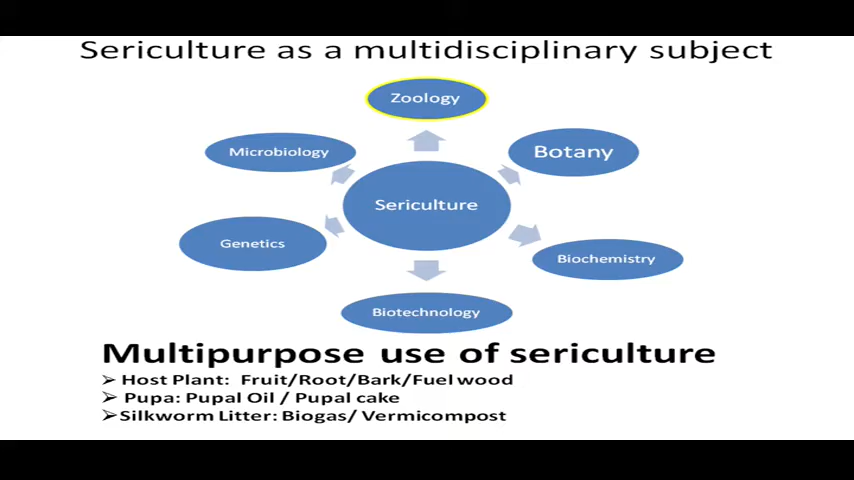 Sericulture as a multidisciplinary subject
Zoology
Microbiology
Botany
Sericulture
Genetics
Biochemistry
Biotechnology
Multipurpose use of sericulture
➢ Host Plant: Fruit/Root/Bark/Fuel wood
➢ Pupa: Pupal Oil / Pupal cake
➢ Silkworm Litter: Biogas/ Vermicompost